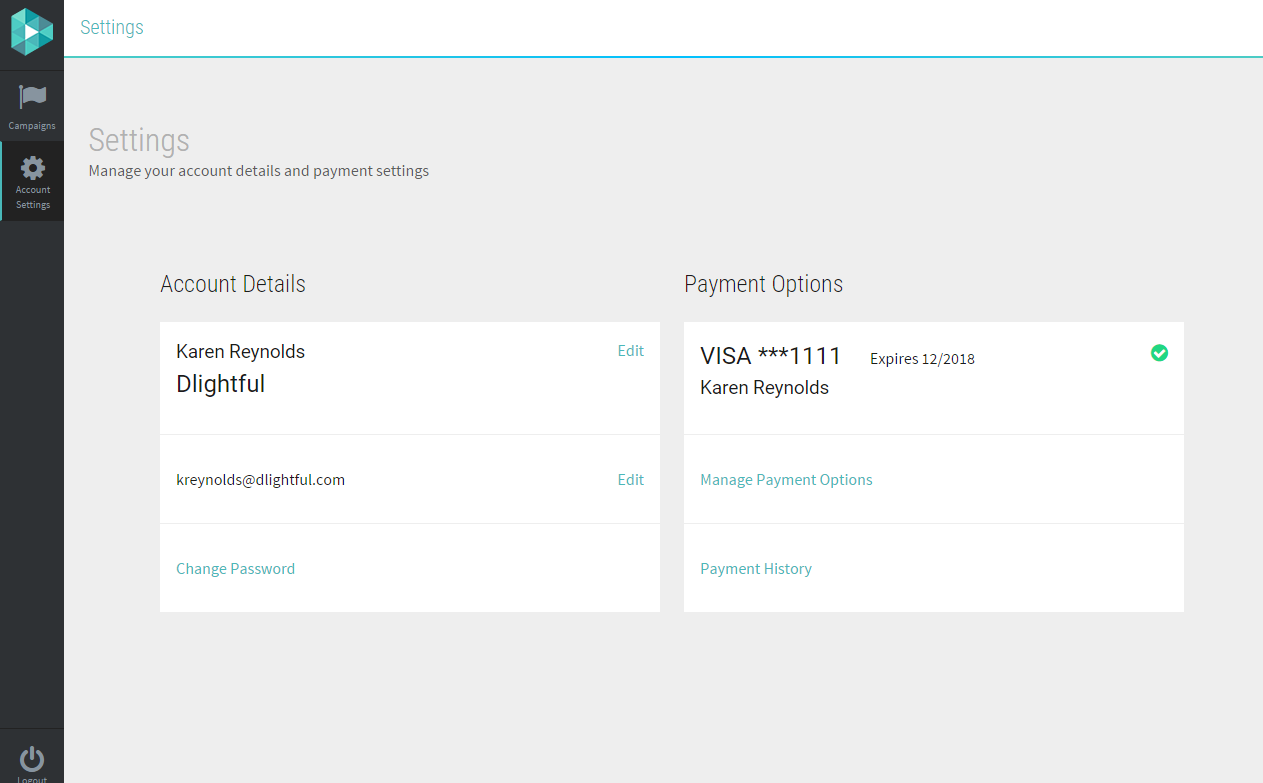 Settings
Campaigns
Account
Settings
Settings
Manage your account details and payment settings
Account Details
Karen Reynolds
Edit
Dlightful
kreynolds@dlightful.com
Edit
Change Password
Payment Options
VISA ***1111 Expires 12/2018
Karen Reynolds
Manage Payment Options
Payment History
Logout